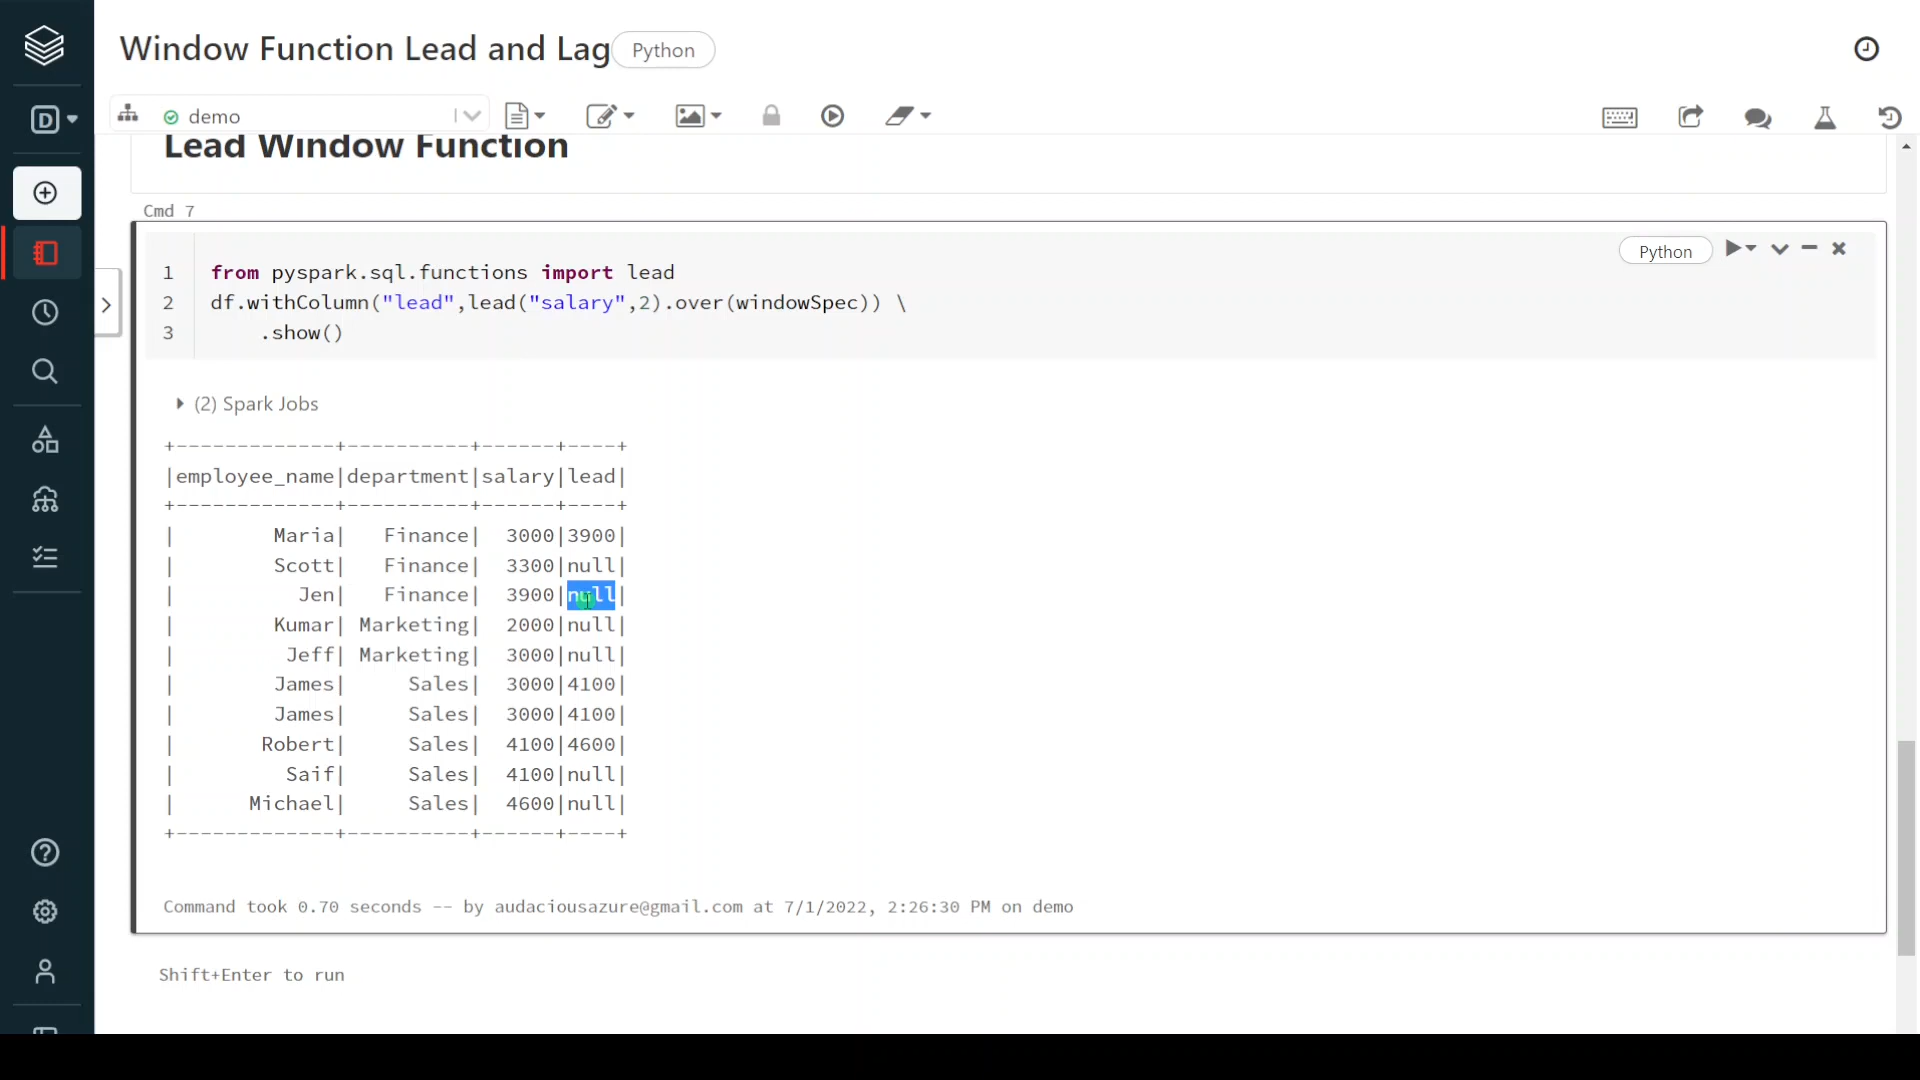 Window Function Lead and Lag Python
demo
Lead Window Function
Cmd 7
Python
1 from pyspark.sql.functions import lead
2 df.withColumn("lead",lead("salary",2).over(windowSpec)) \
3 .show()
(2) Spark Jobs
+-------------+----------+------+----+
|employee_name|department|salary|lead|
+-------------+----------+------+----+
|        Maria|   Finance|  3000|3900|
|        Scott|   Finance|  3300|null|
|          Jen|   Finance|  3900|null|
|        Kumar| Marketing|  2000|null|
|         Jeff| Marketing|  3000|null|
|        James|     Sales|  3000|4100|
|        James|     Sales|  3000|4100|
|       Robert|     Sales|  4100|4600|
|         Saif|     Sales|  4100|null|
|      Michael|     Sales|  4600|null|
+-------------+----------+------+----+
Command took 0.70 seconds -- by audaciousazure@gmail.com at 7/1/2022, 2:26:30 PM on demo
Shift+Enter to run